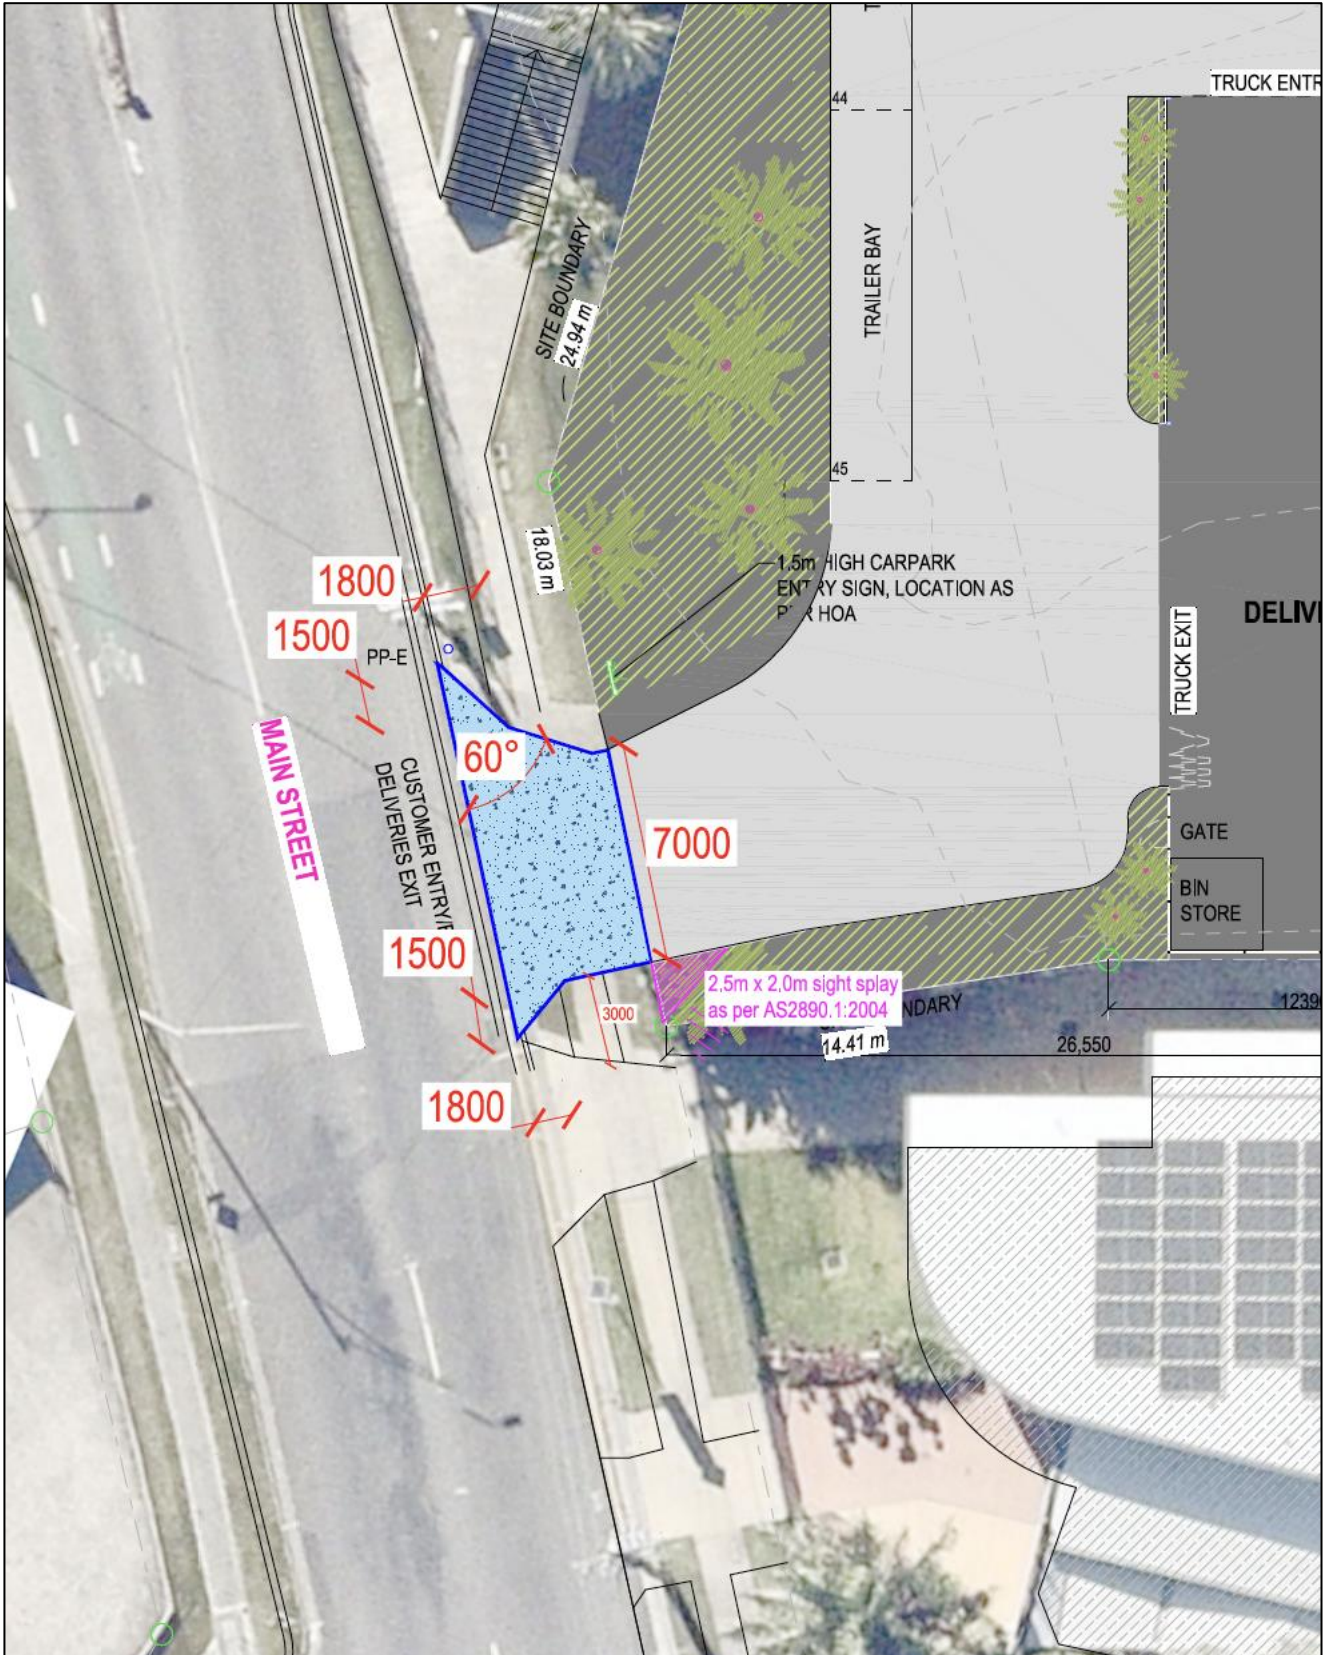 TRUCK ENTR
44
SITE BOUNDARY
24.94 m
TRAILER BAY
45
18.03 m
1.5m HIGH CARPARK
ENTRY SIGN, LOCATION AS
HOA
1800
1500
PP-E
TRUCK EXIT
DELIV
MAIN STREET
60°
CUSTOMER
DELIVERIES EXIT
7000
GATE
BIN
STORE
1500
2.5m x 2.0m sight splay
as per AS2890.1:2004
NDARY
14.41 m
3000
1239
26,550
1800